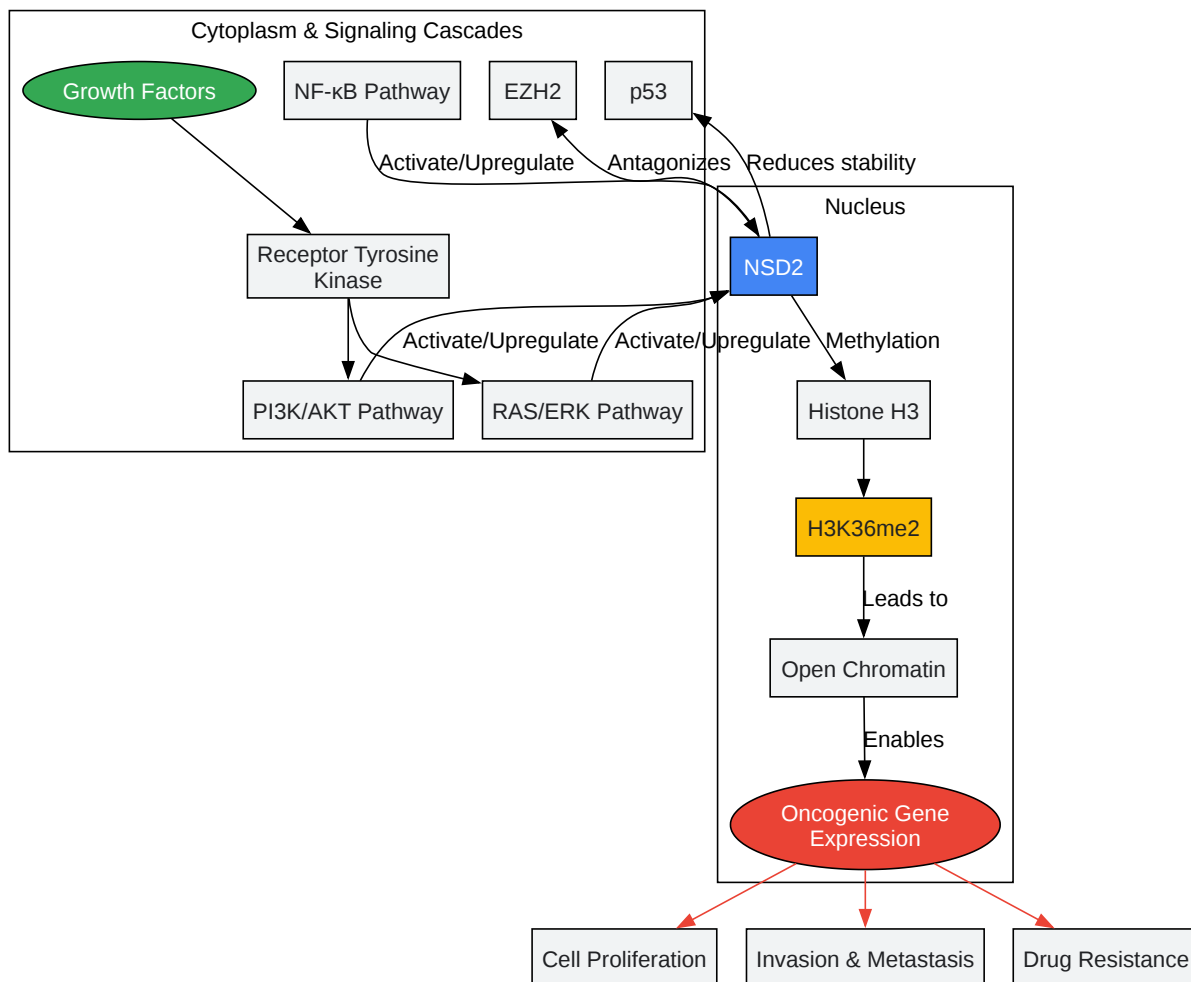 Cytoplasm & Signaling Cascades
Growth Factors
NF-κB Pathway
EZH2
p53
Activate/Upregulate
Antagonizes
Reduces stability
Nucleus
Receptor Tyrosine
Kinase
NSD2
Activate/Upregulate
Activate/Upregulate
Methylation
PI3K/AKT Pathway
RAS/ERK Pathway
Histone H3
H3K36me2
Leads to
Open Chromatin
Enables
Oncogenic Gene
Expression
Cell Proliferation
Invasion & Metastasis
Drug Resistance